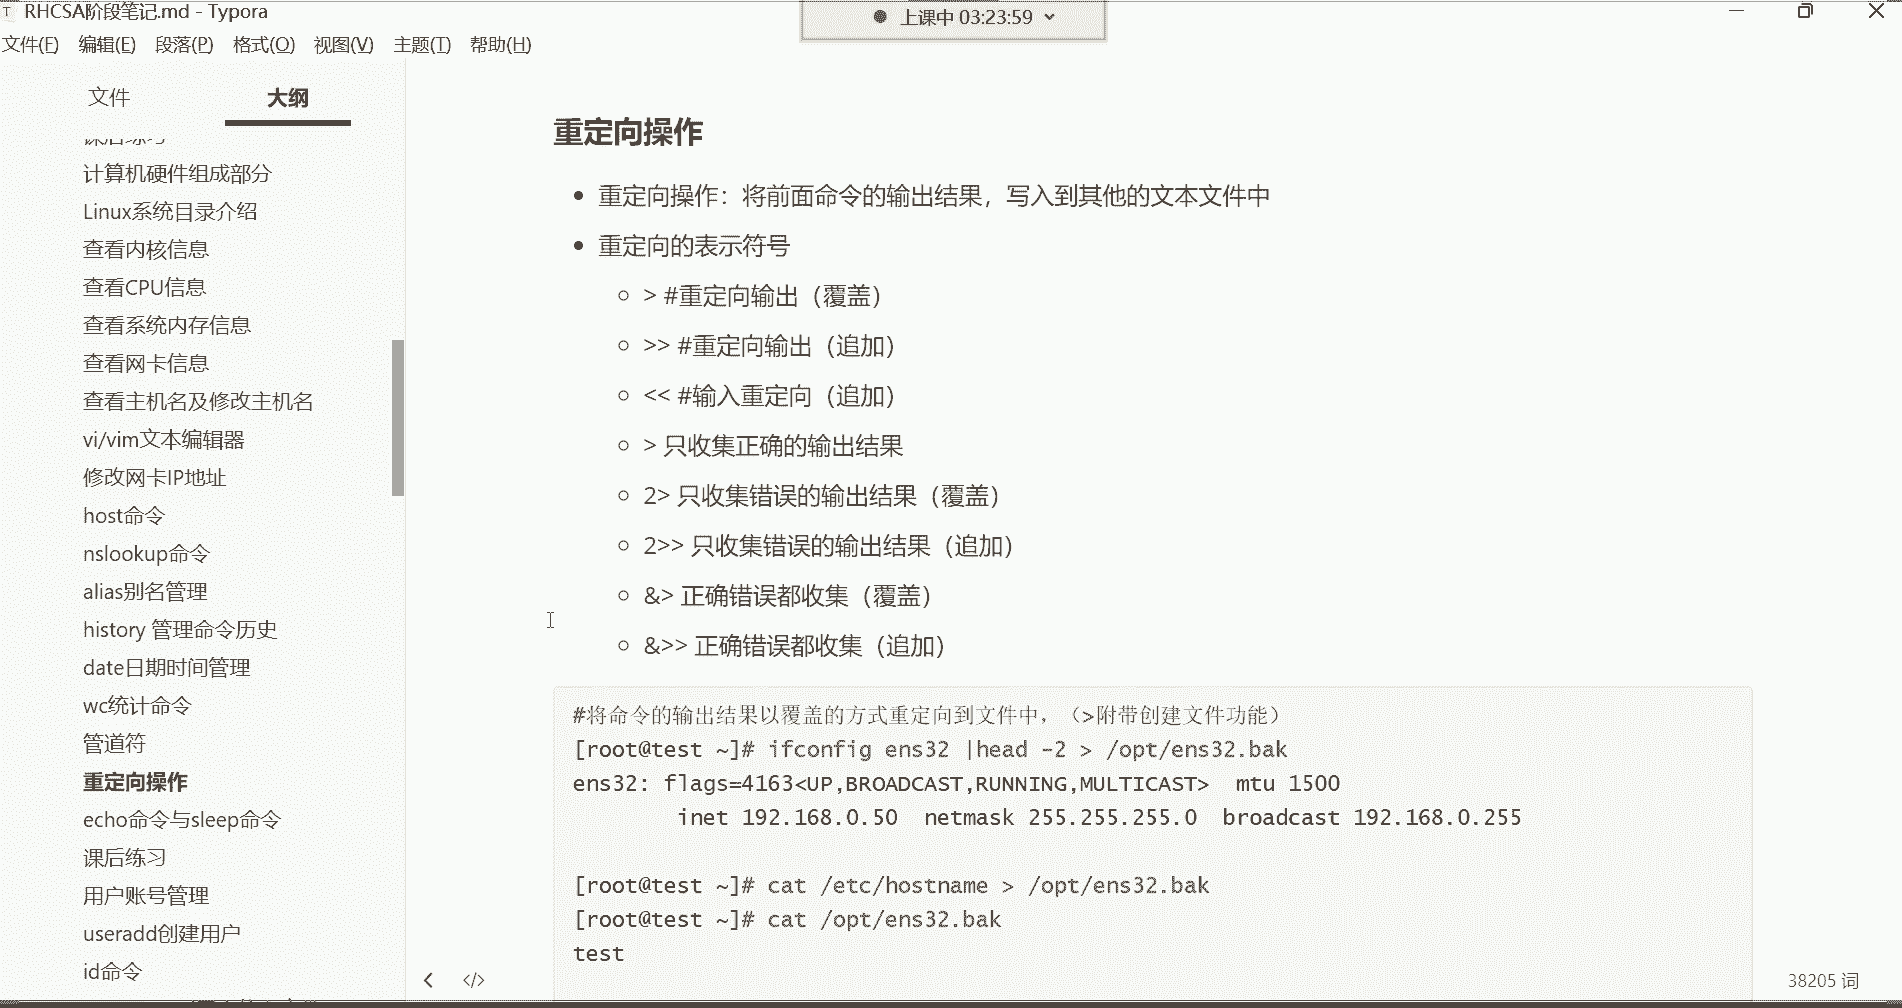 RHCSA阶段笔记.md - Typora
上课中 03:23:59
文件(F) 编辑(E) 段落(P) 格式(O) 视图(V) 主题(T) 帮助(H)
文件 大纲
课后练习
计算机硬件组成部分
Linux系统目录介绍
查看内核信息
查看CPU信息
查看系统内存信息
查看网卡信息
查看主机名及修改主机名
vi/vim文本编辑器
修改网卡IP地址
host命令
nslookup命令
alias别名管理
history 管理命令历史
date日期时间管理
wc统计命令
管道符
重定向操作
echo命令与sleep命令
课后练习
用户账号管理
useradd创建用户
id命令
重定向操作
重定向操作：将前面命令的输出结果，写入到其他的文本文件中
重定向的表示符号
> #重定向输出（覆盖）
>> #重定向输出（追加）
<< #输入重定向（追加）
> 只收集正确的输出结果
2> 只收集错误的输出结果（覆盖）
2>> 只收集错误的输出结果（追加）
&> 正确错误都收集（覆盖）
&>> 正确错误都收集（追加）
#将命令的输出结果以覆盖的方式重定向到文件中，（>附带创建文件功能）
[root@test ~]# ifconfig ens32 |head -2 > /opt/ens32.bak
ens32: flags=4163<UP,BROADCAST,RUNNING,MULTICAST>  mtu 1500
inet 192.168.0.50  netmask 255.255.255.0  broadcast 192.168.0.255
[root@test ~]# cat /etc/hostname > /opt/ens32.bak
[root@test ~]# cat /opt/ens32.bak
test
38205 词